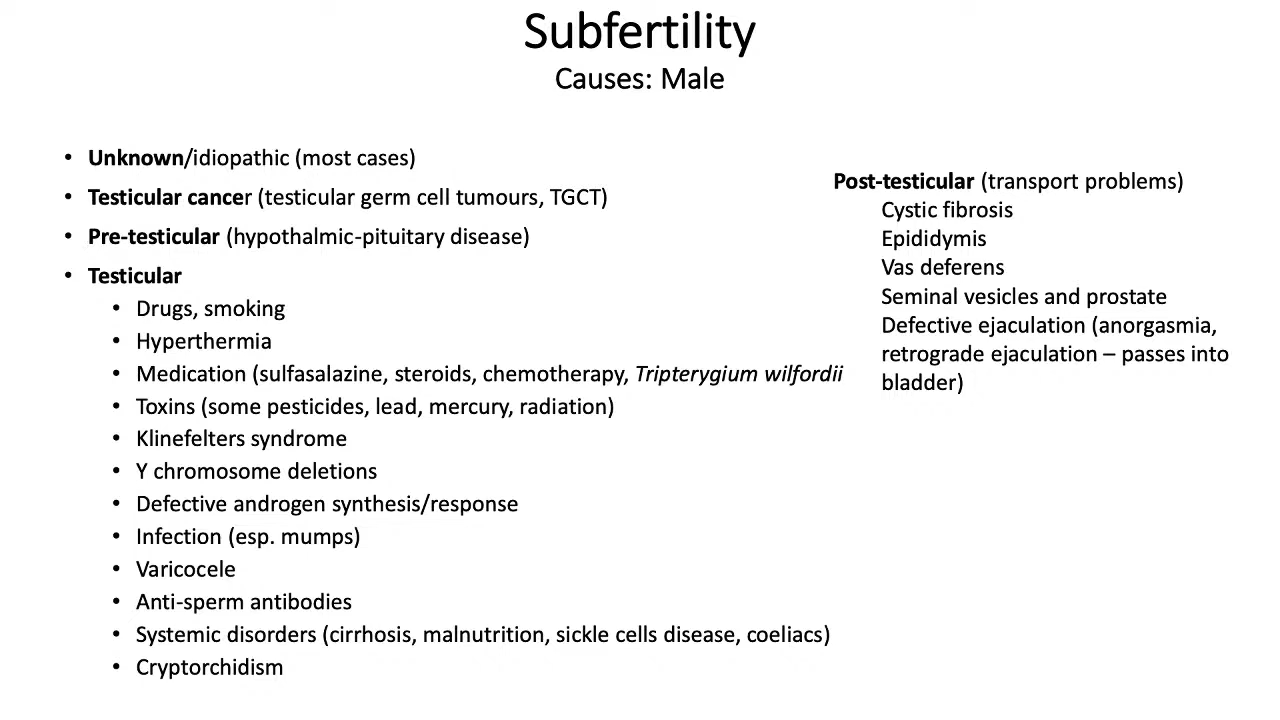 Subfertility
Causes: Male
• Unknown/idiopathic (most cases)
• Testicular cancer (testicular germ cell tumours, TGCT)
• Pre-testicular (hypothalmic-pituitary disease)
• Testicular
• Drugs, smoking
• Hyperthermia
• Medication (sulfasalazine, steroids, chemotherapy, Tripterygium wilfordii
• Toxins (some pesticides, lead, mercury, radiation)
• Klinefelters syndrome
• Y chromosome deletions
• Defective androgen synthesis/response
• Infection (esp. mumps)
• Varicocele
• Anti-sperm antibodies
• Systemic disorders (cirrhosis, malnutrition, sickle cells disease, coeliacs)
• Cryptorchidism
Post-testicular (transport problems)
Cystic fibrosis
Epididymis
Vas deferens
Seminal vesicles and prostate
Defective ejaculation (anorgasmia,
retrograde ejaculation – passes into
bladder)